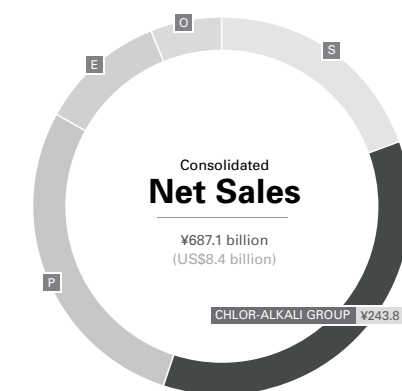 O
S
E
Consolidated
Net Sales
¥687.1 billion
(US$8.4 billion)
P
CHLOR-ALKALI GROUP ¥243.8